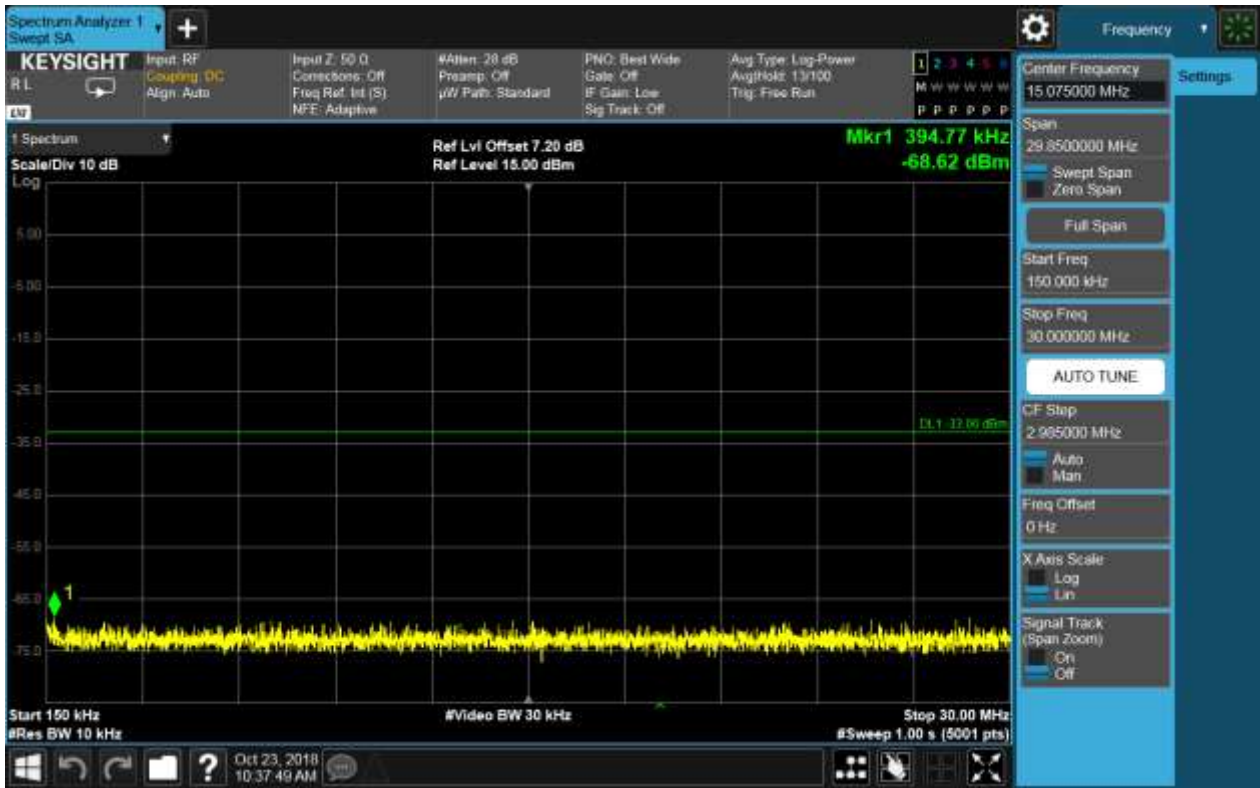 Spectrum Analyzer 1
Swept SA
+
Frequency
KEYSIGHT
R L
Input: RF
Coupling: DC
Align: Auto
Input Z: 50 Ω
Corrections: Off
Freq Ref: Int (S)
NFE: Adaptive
#Atten: 28 dB
Preamp: Off
µW Path: Standard
PNO: Best Wide
Gate: Off
IF Gain: Low
Sig Track: Off
Avg Type: Log-Power
Avg|Hold: 13/100
Trig: Free Run
1 2 3 4 5 6
M W W W W W
P P P P P P
1 Spectrum
Scale/Div 10 dB
Log
Ref Lvl Offset 7.20 dB
Ref Level 15.00 dBm
Mkr1 394.77 kHz
-68.62 dBm
5.00
-5.00
-15.0
-25.0
-35.0
-45.0
-55.0
-65.0
-75.0
DL1 -33.00 dBm
1
Start 150 kHz
#Res BW 10 kHz
#Video BW 30 kHz
Stop 30.00 MHz
#Sweep 1.00 s (5001 pts)
Center Frequency
15.075000 MHz
Settings
Span
29.8500000 MHz
Swept Span
Zero Span
Full Span
Start Freq
150.000 kHz
Stop Freq
30.000000 MHz
AUTO TUNE
CF Step
2.985000 MHz
Auto
Man
Freq Offset
0 Hz
X Axis Scale
Log
Lin
Signal Track
(Span Zoom)
On
Off
?
Oct 23, 2018
10:37:49 AM